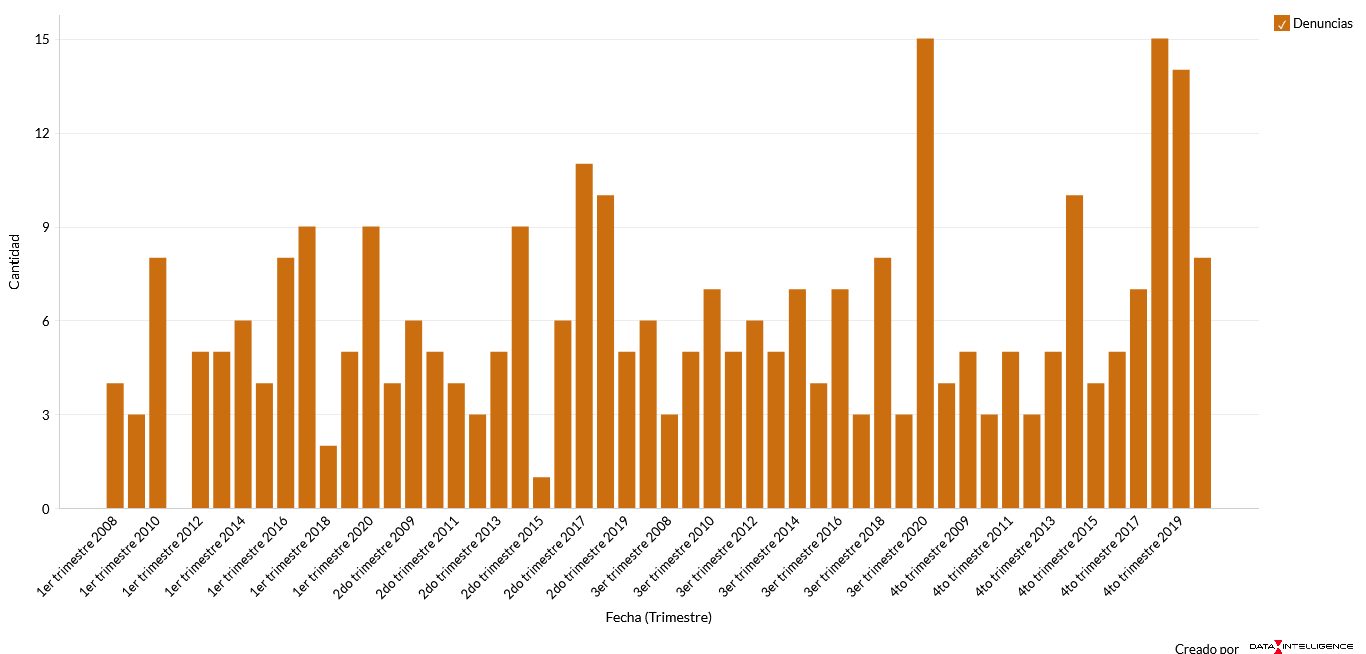 ✓ Denuncias
15
12
9
6
3
0
Cantidad
1er trimestre 2008
1er trimestre 2010
1er trimestre 2012
1er trimestre 2014
1er trimestre 2016
1er trimestre 2018
1er trimestre 2020
2do trimestre 2009
2do trimestre 2011
2do trimestre 2013
2do trimestre 2015
2do trimestre 2017
2do trimestre 2019
3er trimestre 2008
3er trimestre 2010
3er trimestre 2012
3er trimestre 2014
3er trimestre 2016
3er trimestre 2018
3er trimestre 2020
4to trimestre 2009
4to trimestre 2011
4to trimestre 2013
4to trimestre 2015
4to trimestre 2017
4to trimestre 2019
Fecha (Trimestre)
Creado por DATA INTELLIGENCE